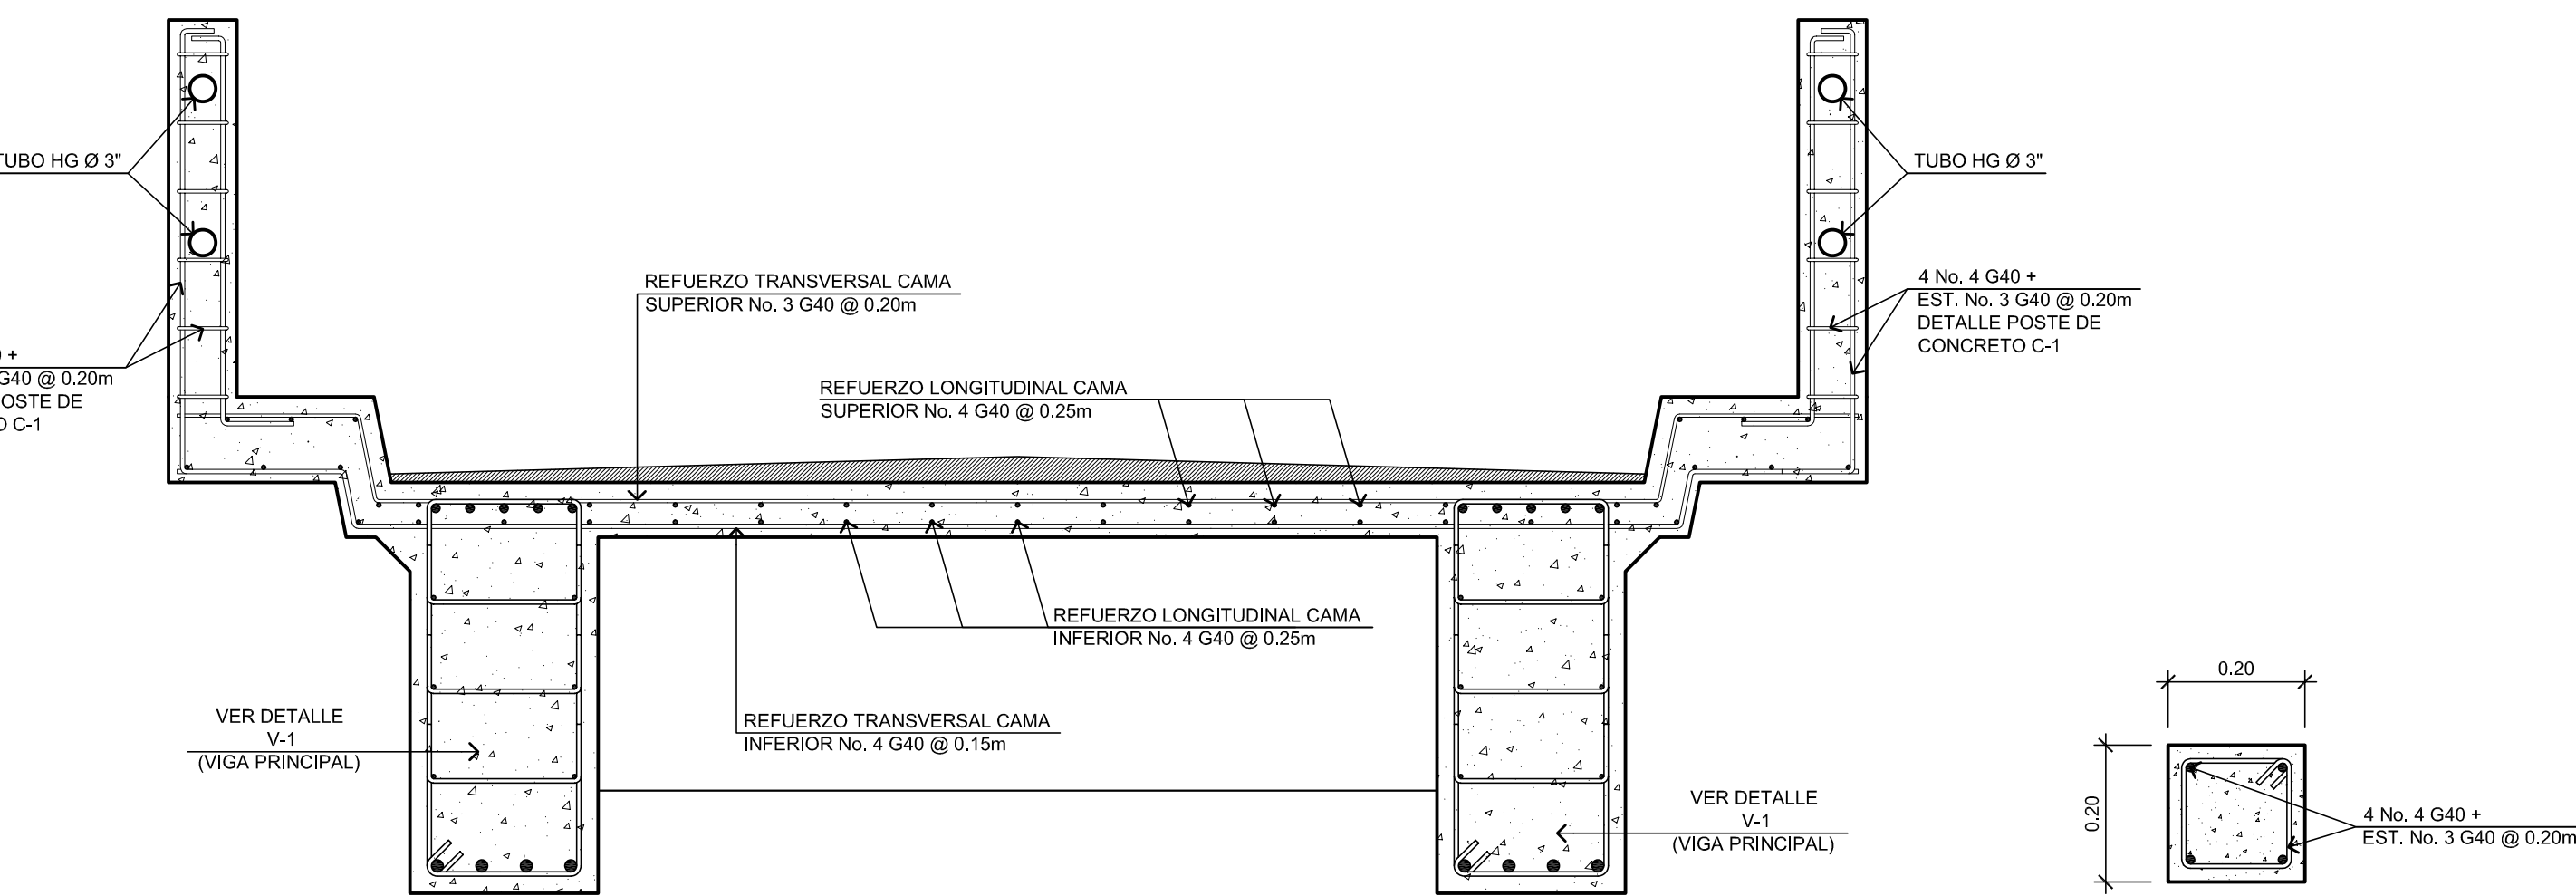 TUBO HG Ø 3"
+
G40 @ 0.20m
POSTE DE
C-1
REFUERZO TRANSVERSAL CAMA
SUPERIOR No. 3 G40 @ 0.20m
REFUERZO LONGITUDINAL CAMA
SUPERIOR No. 4 G40 @ 0.25m
TUBO HG Ø 3"
4 No. 4 G40 +
EST. No. 3 G40 @ 0.20m
DETALLE POSTE DE
CONCRETO C-1
REFUERZO LONGITUDINAL CAMA
INFERIOR No. 4 G40 @ 0.25m
REFUERZO TRANSVERSAL CAMA
INFERIOR No. 4 G40 @ 0.15m
VER DETALLE
V-1
(VIGA PRINCIPAL)
VER DETALLE
V-1
(VIGA PRINCIPAL)
0.20
0.20
4 No. 4 G40 +
EST. No. 3 G40 @ 0.20m